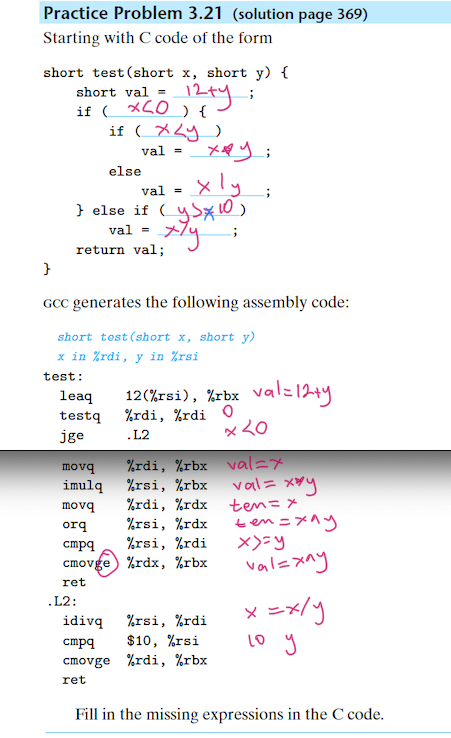 Practice Problem 3.21 (solution page 369)
Starting with C code of the form
short test(short x, short y) {
short val = 12+y ;
if ( x<0 ) {
if ( x<y )
val = x*y ;
else
val = x|y ;
} else if ( y>10 )
val = x/y ;
return val;
}
GCC generates the following assembly code:
short test(short x, short y)
x in %rdi, y in %rsi
test:
leaq 12(%rsi), %rbx val=12+y
testq %rdi, %rdi 0
jge .L2 x<0
movq %rdi, %rbx val=x
imulq %rsi, %rbx val= x*y
movq %rdi, %rdx tem= x
orq %rsi, %rdx tem=x^y
cmpq %rsi, %rdi x>=y
cmovge %rdx, %rbx val=x^y
ret
.L2:
idivq %rsi, %rdi x =x/y
cmpq $10, %rsi 10 y
cmovge %rdi, %rbx
ret
Fill in the missing expressions in the C code.